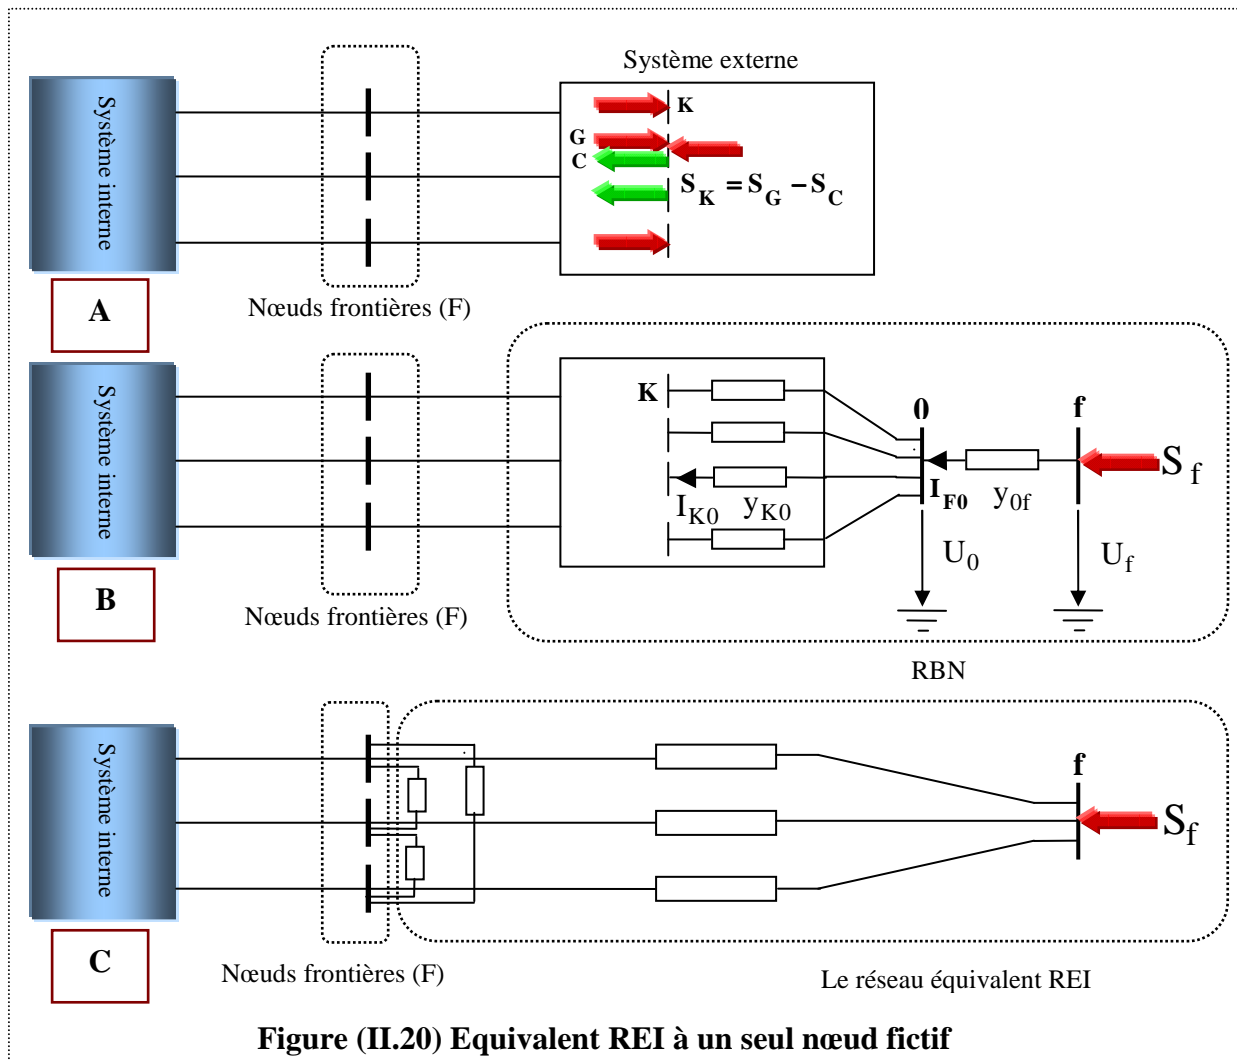 Système externe
Système interne
K
G
C
S_K = S_G – S_C
A
Nœuds frontières (F)
Système interne
K
0
f
S_f
I_K0
y_K0
I_F0
y_0f
U_0
U_f
B
Nœuds frontières (F)
RBN
Système interne
f
S_f
C
Nœuds frontières (F)
Le réseau équivalent REI
Figure (II.20) Equivalent REI à un seul nœud fictif